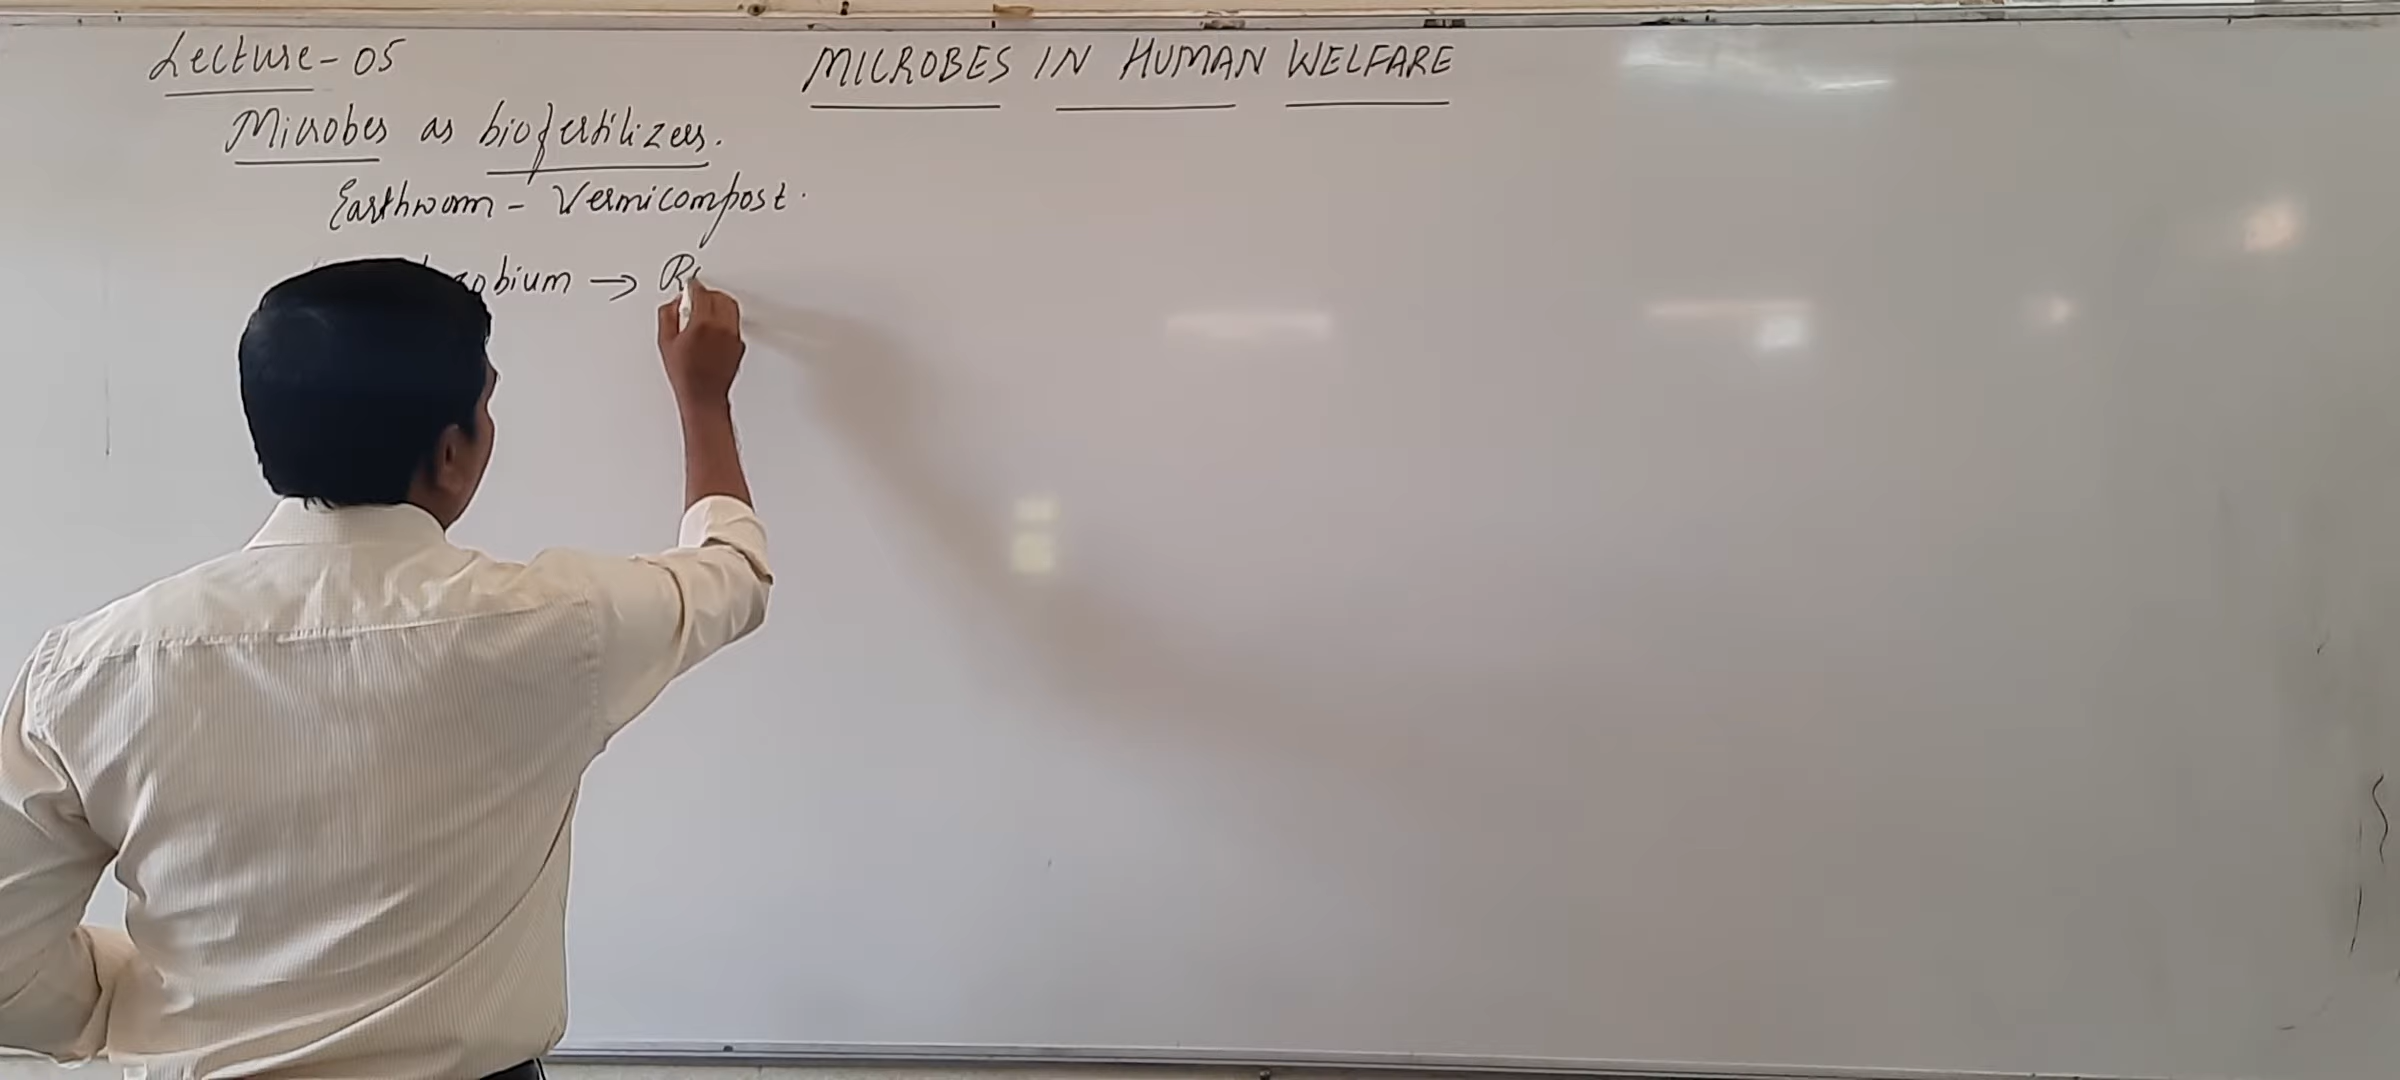 Lecture - 05
MICROBES IN HUMAN WELFARE
Microbes as biofertilizers.
Earthworm - Vermicompost.
obium →